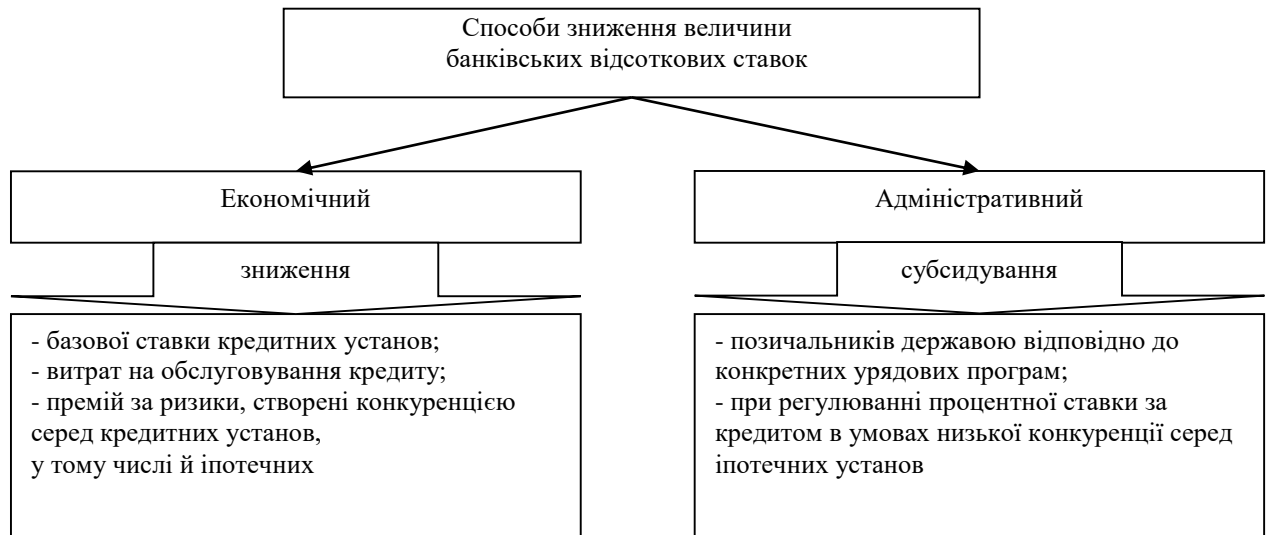 Способи зниження величини
банківських відсоткових ставок
Економічний
Адміністративний
зниження
субсидування
- базової ставки кредитних установ;
- витрат на обслуговування кредиту;
- премій за ризики, створені конкуренцією
серед кредитних установ,
у тому числі й іпотечних
- позичальників державою відповідно до
конкретних урядових програм;
- при регулюванні процентної ставки за
кредитом в умовах низької конкуренції серед
іпотечних установ